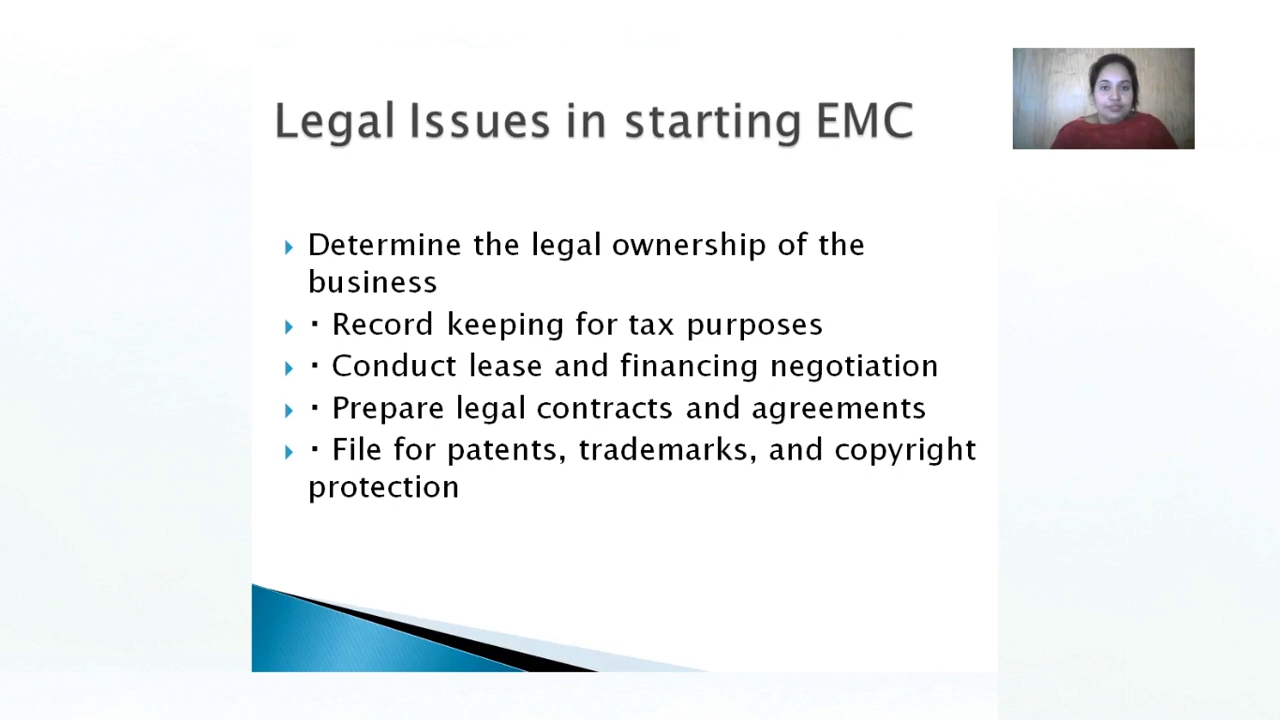 Legal Issues in starting EMC
Determine the legal ownership of the
business
· Record keeping for tax purposes
· Conduct lease and financing negotiation
· Prepare legal contracts and agreements
· File for patents, trademarks, and copyright
protection